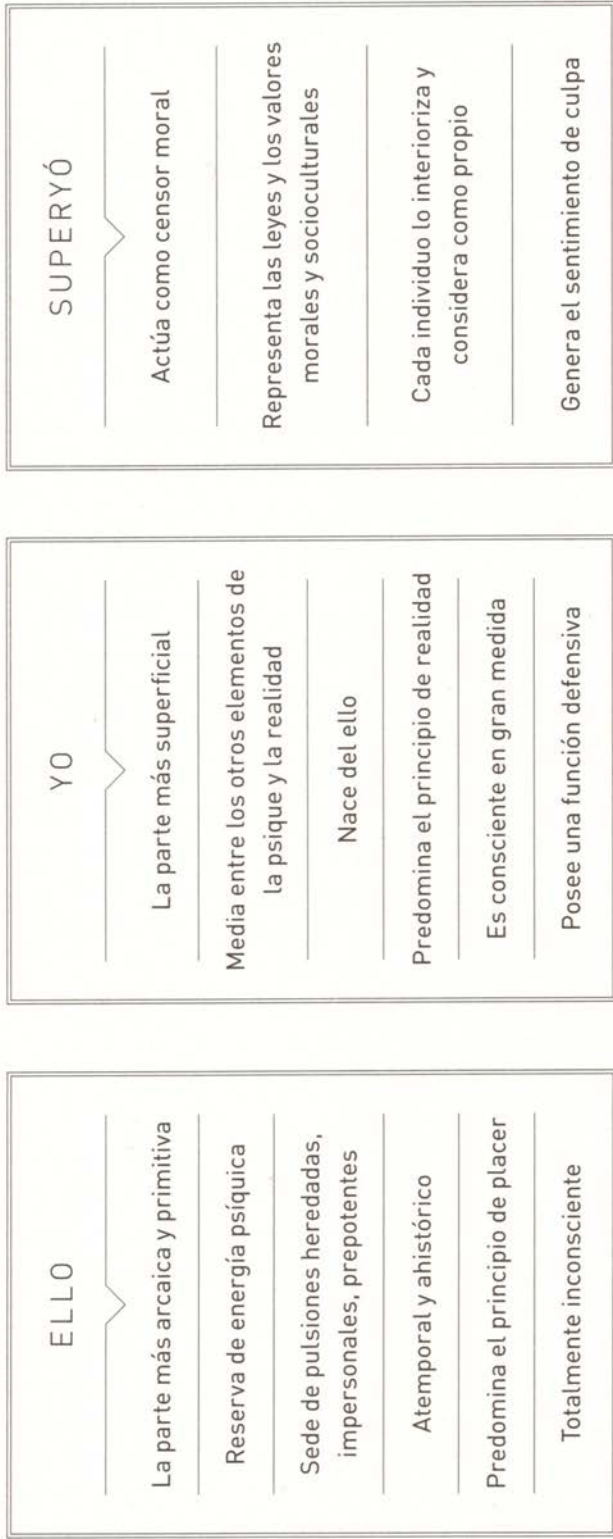 ELLO
La parte más arcaica y primitiva
Reserva de energía psíquica
Sede de pulsiones heredadas,
impersonales, prepotentes
Atemporal y ahistórico
Predomina el principio de placer
Totalmente inconsciente
YO
La parte más superficial
Media entre los otros elementos de
la psique y la realidad
Nace del ello
Predomina el principio de realidad
Es consciente en gran medida
Posee una función defensiva
SUPERYÓ
Actúa como censor moral
Representa las leyes y los valores
morales y socioculturales
Cada individuo lo interioriza y
considera como propio
Genera el sentimiento de culpa